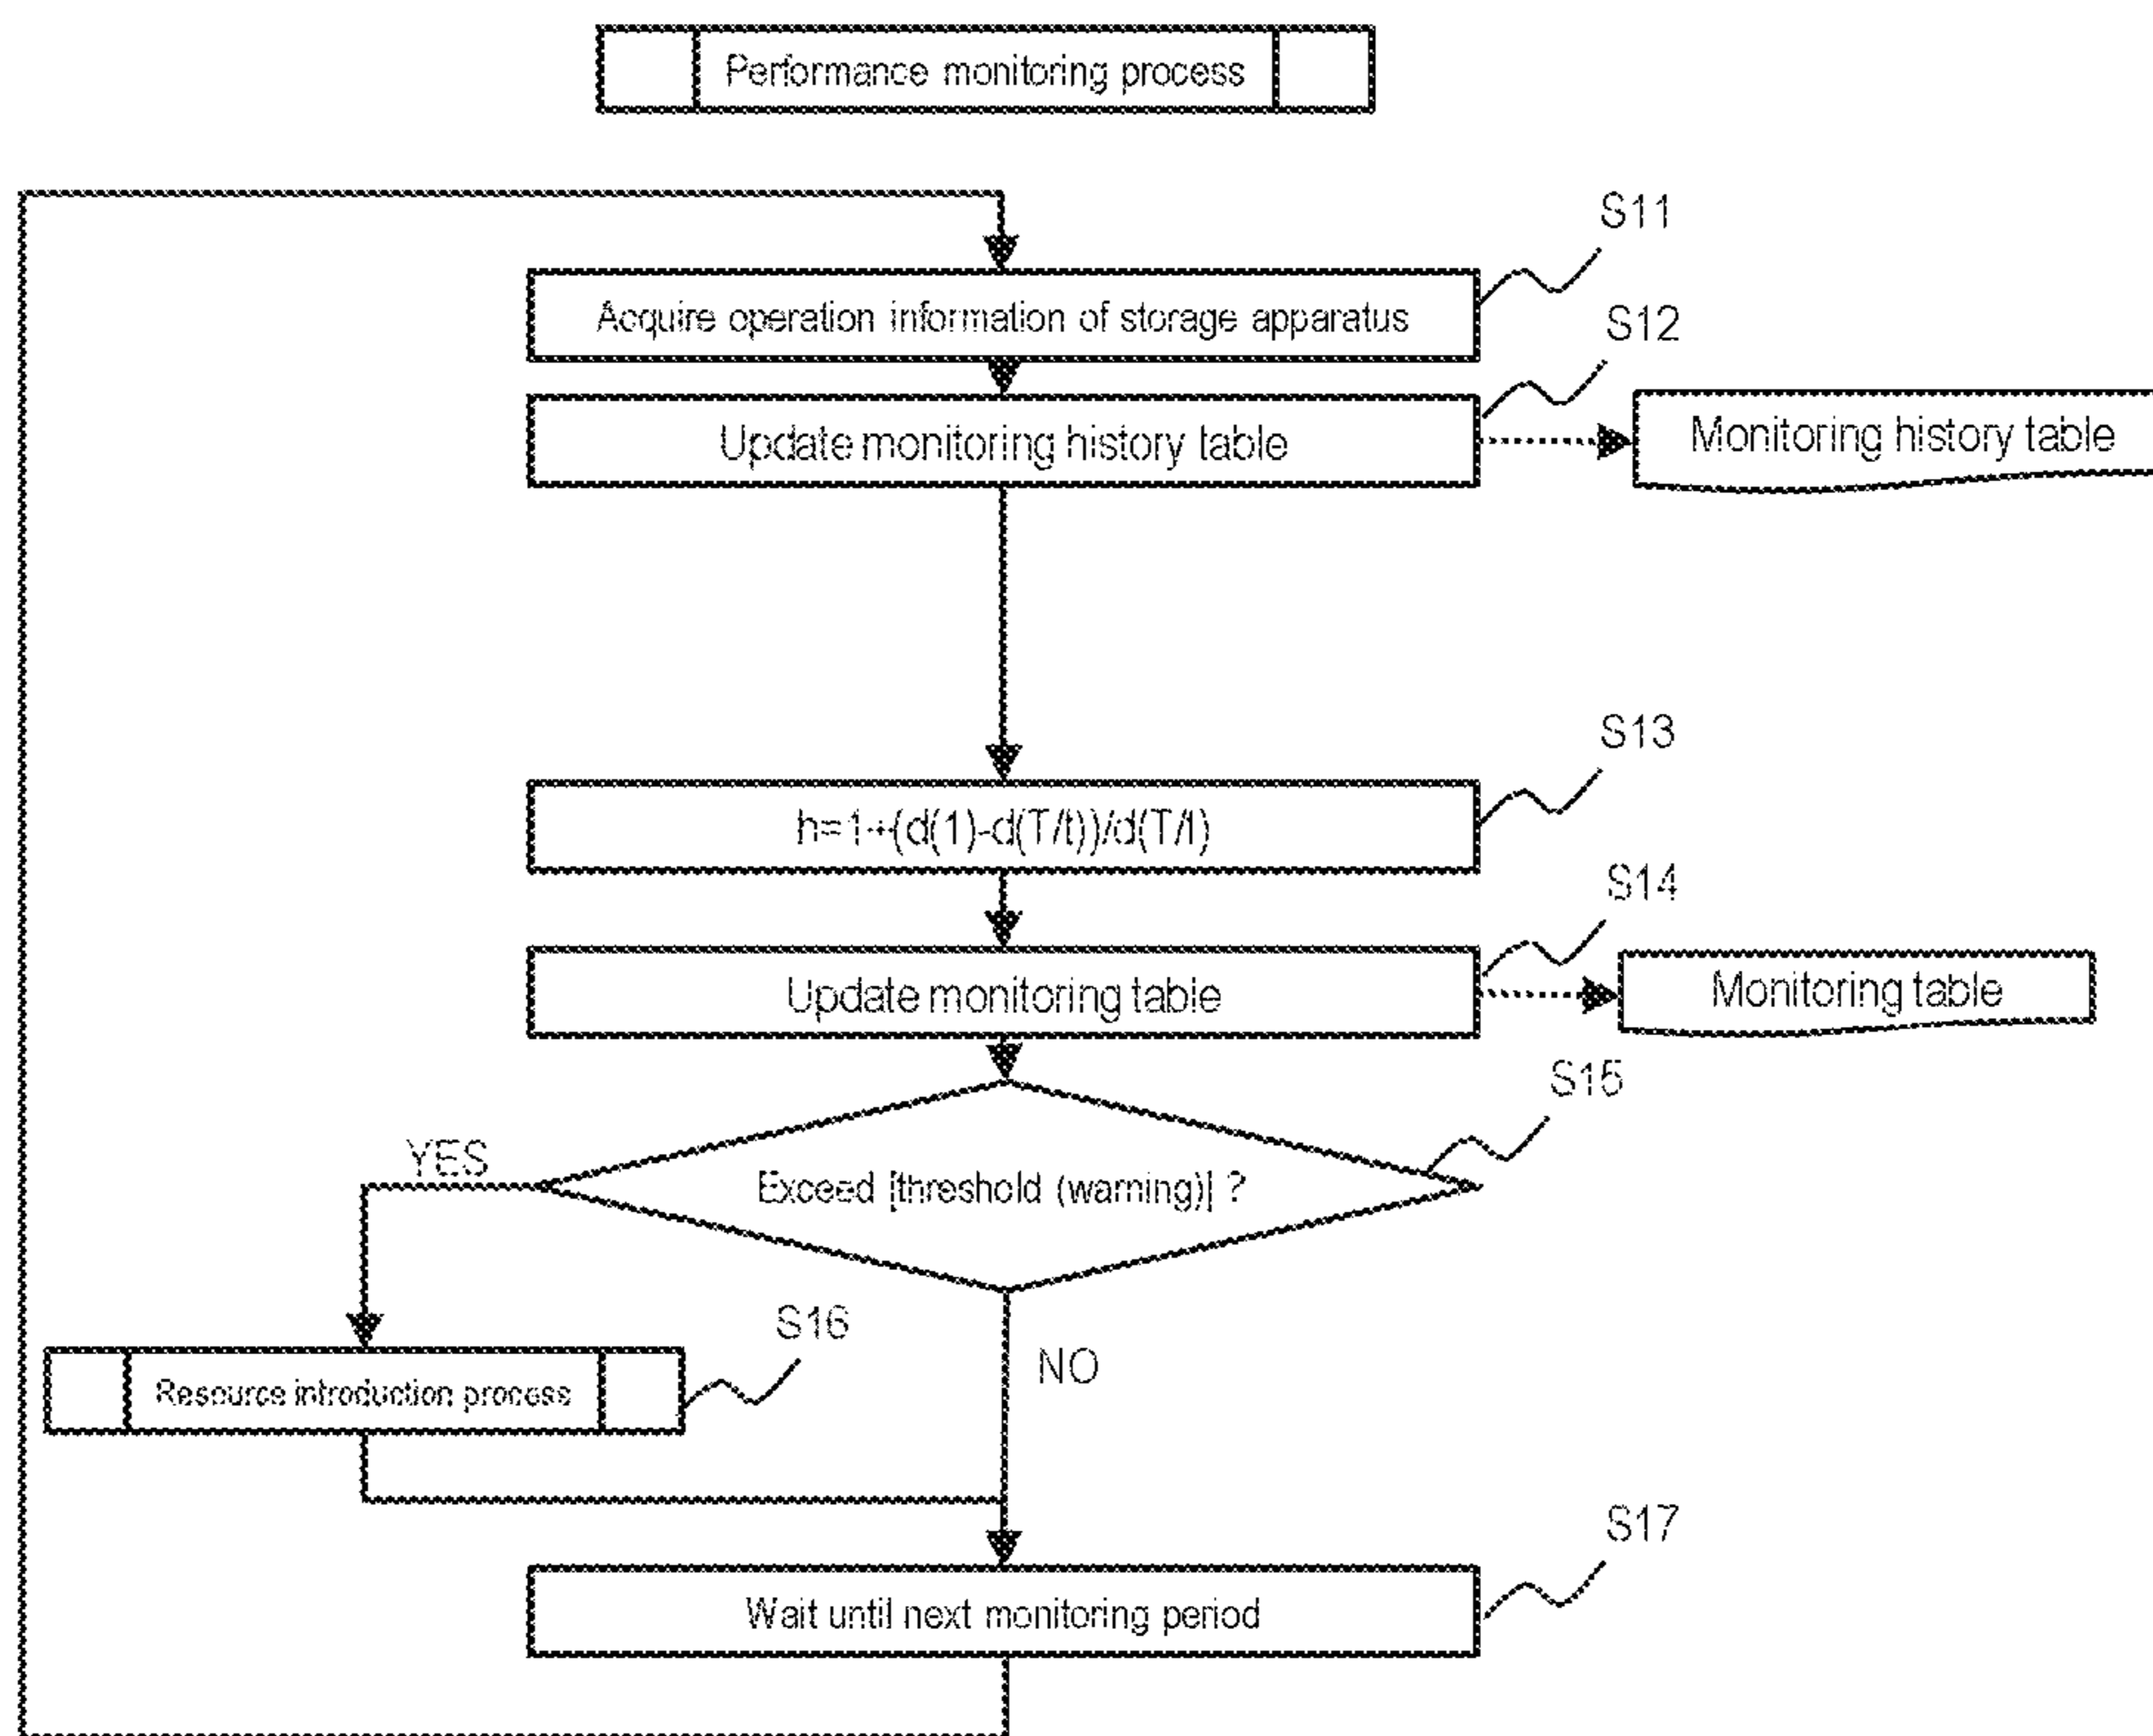 Performance monitoring process
S11
Acquire operation information of storage apparatus
S12
Update monitoring history table
Monitoring history table
S13
h=1+(d(1)-d(T/t))/d(T/t)
S14
Update monitoring table
Monitoring table
S15
YES
Exceed [threshold (warning)] ?
S16
NO
Resource introduction process
S17
Wait until next monitoring period